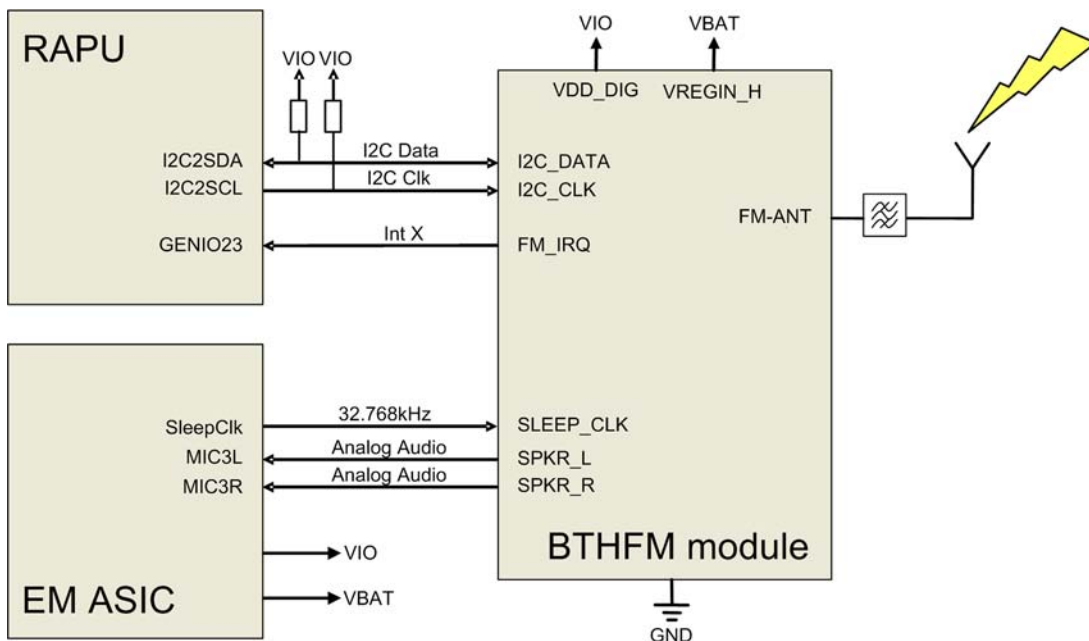 RAPU
VIO VIO
I2C2SDA
I2C2SCL
GENIO23
I2C Data
I2C Clk
Int X
VIO
VBAT
VDD_DIG
VREGIN_H
I2C_DATA
I2C_CLK
FM_IRQ
FM-ANT
SleepClk
MIC3L
MIC3R
32.768kHz
Analog Audio
Analog Audio
SLEEP_CLK
SPKR_L
SPKR_R
VIO
VBAT
EM ASIC
BTHFM module
GND